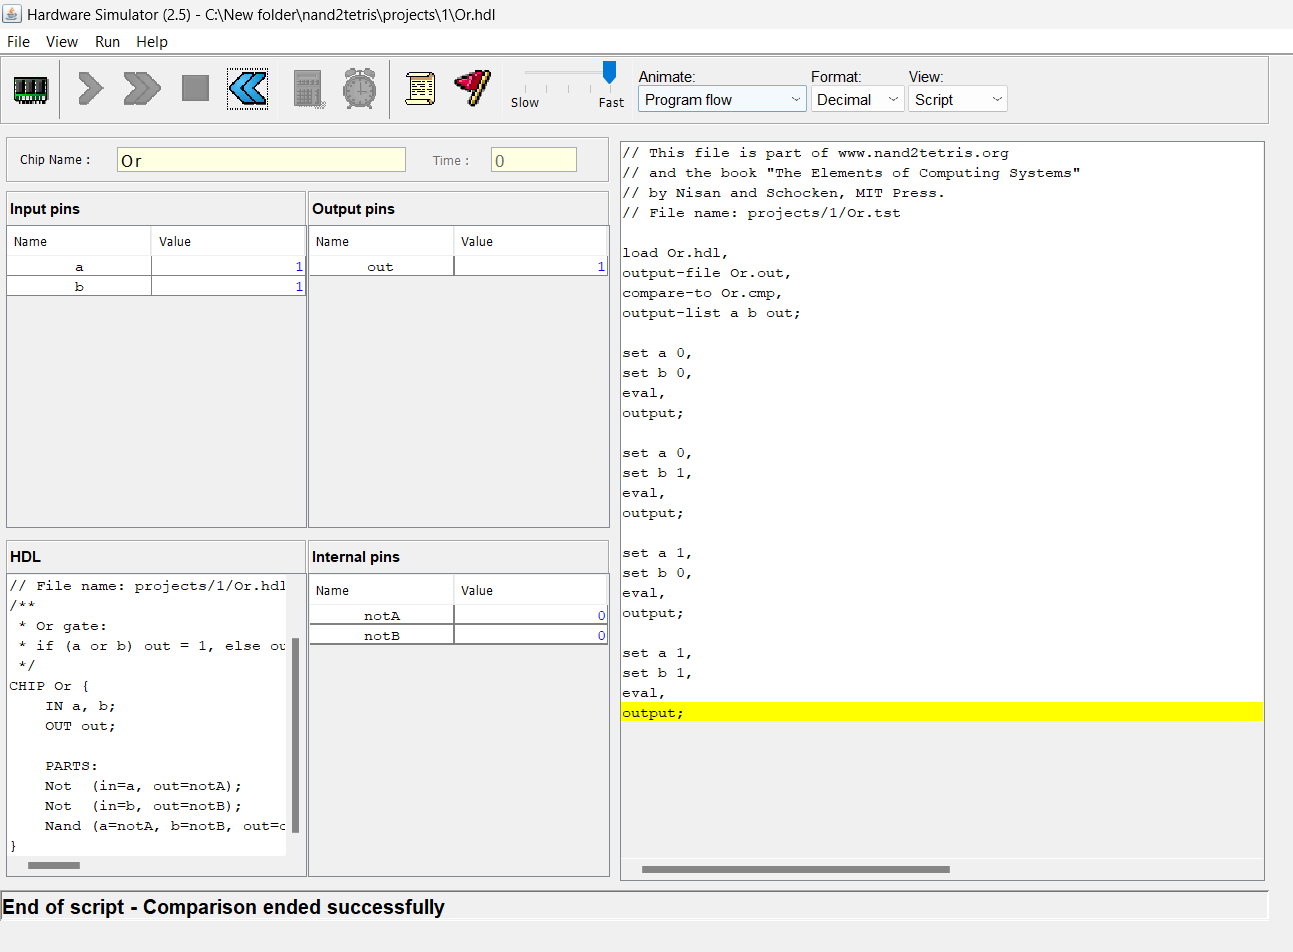 Hardware Simulator (2.5) - C:\New folder\nand2tetris\projects\1\Or.hdl
File View Run Help
Slow Fast
Animate: Format: View:
Program flow Decimal Script
Chip Name : Or Time : 0
Input pins
Name Value
a 1
b 1
Output pins
Name Value
out 1
HDL
// File name: projects/1/Or.hdl
/**
* Or gate:
* if (a or b) out = 1, else ou
*/
CHIP Or {
IN a, b;
OUT out;
PARTS:
Not (in=a, out=notA);
Not (in=b, out=notB);
Nand (a=notA, b=notB, out=o
}
Internal pins
Name Value
notA 0
notB 0
// This file is part of www.nand2tetris.org
// and the book "The Elements of Computing Systems"
// by Nisan and Schocken, MIT Press.
// File name: projects/1/Or.tst
load Or.hdl,
output-file Or.out,
compare-to Or.cmp,
output-list a b out;
set a 0,
set b 0,
eval,
output;
set a 0,
set b 1,
eval,
output;
set a 1,
set b 0,
eval,
output;
set a 1,
set b 1,
eval,
output;
End of script - Comparison ended successfully